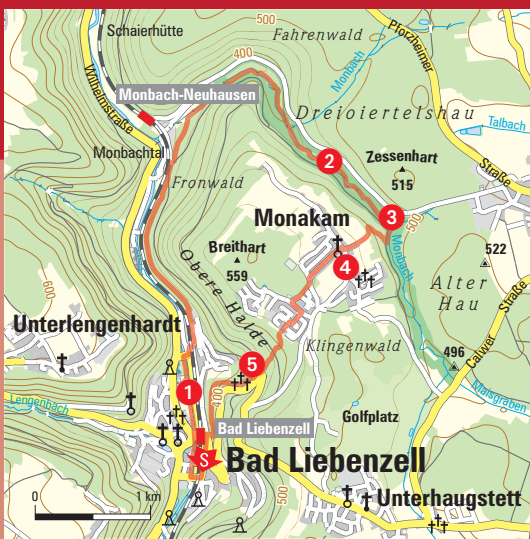 Schaierhütte
500
Fahrenwald
Pforzheimer
400
Monbach
Wilhelmstraße
Monbach-Neuhausen
Dreioiertelshau
Talbach
Monbachtal
2
Zessenhart
515
Straße
Fronwald
3
500
Monakam
Breithart
559
4
Monbach
522
Obere Halde
Alter
Hau
600
Unterlengenhardt
Klingenwald
496
Calwer Straße
5
Maisgraben
1
400
Lengenbach
Golfplatz
Bad Liebenzell
S
Bad Liebenzell
0
1 km
500
Unterhaugstett